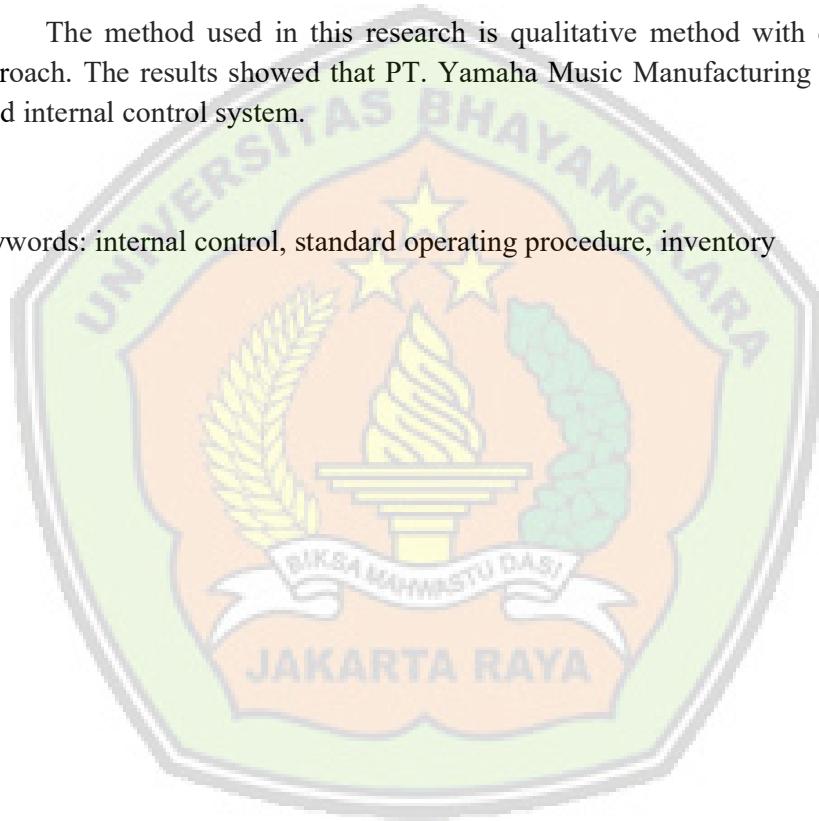 The method used in this research is qualitative method with
roach. The results showed that PT. Yamaha Music Manufacturing
d internal control system.
ywords: internal control, standard operating procedure, inventory
UNIVERSITAS BHAYANGKARA
BIKSA MAHWASTU DASI
JAKARTA RAYA